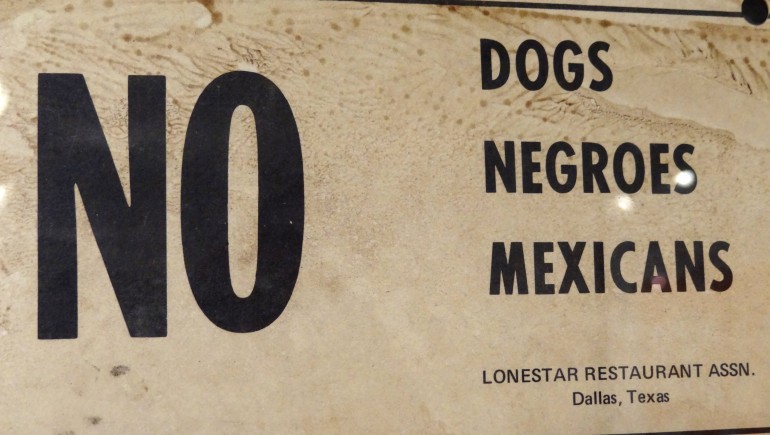 NO
DOGS
NEGROES
MEXICANS
LONESTAR RESTAURANT ASSN.
Dallas, Texas